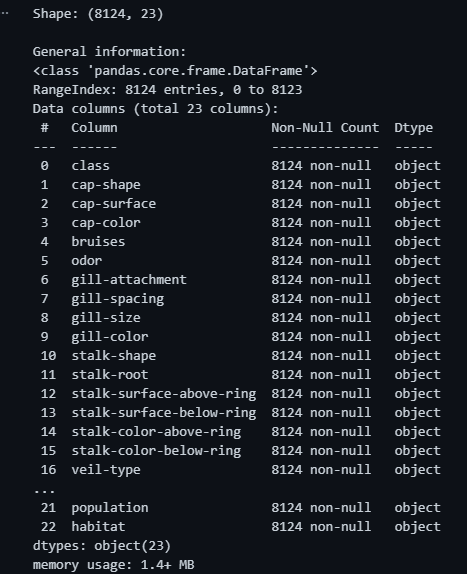 ..
Shape: (8124, 23)
General information:
<class 'pandas.core.frame.DataFrame'>
RangeIndex: 8124 entries, 0 to 8123
Data columns (total 23 columns):
 #   Column                    Non-Null Count  Dtype
---  ------                    --------------  -----
 0   class                     8124 non-null   object
 1   cap-shape                 8124 non-null   object
 2   cap-surface               8124 non-null   object
 3   cap-color                 8124 non-null   object
 4   bruises                   8124 non-null   object
 5   odor                      8124 non-null   object
 6   gill-attachment           8124 non-null   object
 7   gill-spacing              8124 non-null   object
 8   gill-size                 8124 non-null   object
 9   gill-color                8124 non-null   object
 10  stalk-shape               8124 non-null   object
 11  stalk-root                8124 non-null   object
 12  stalk-surface-above-ring  8124 non-null   object
 13  stalk-surface-below-ring  8124 non-null   object
 14  stalk-color-above-ring    8124 non-null   object
 15  stalk-color-below-ring    8124 non-null   object
 16  veil-type                 8124 non-null   object
...
 21  population                8124 non-null   object
 22  habitat                   8124 non-null   object
dtypes: object(23)
memory usage: 1.4+ MB